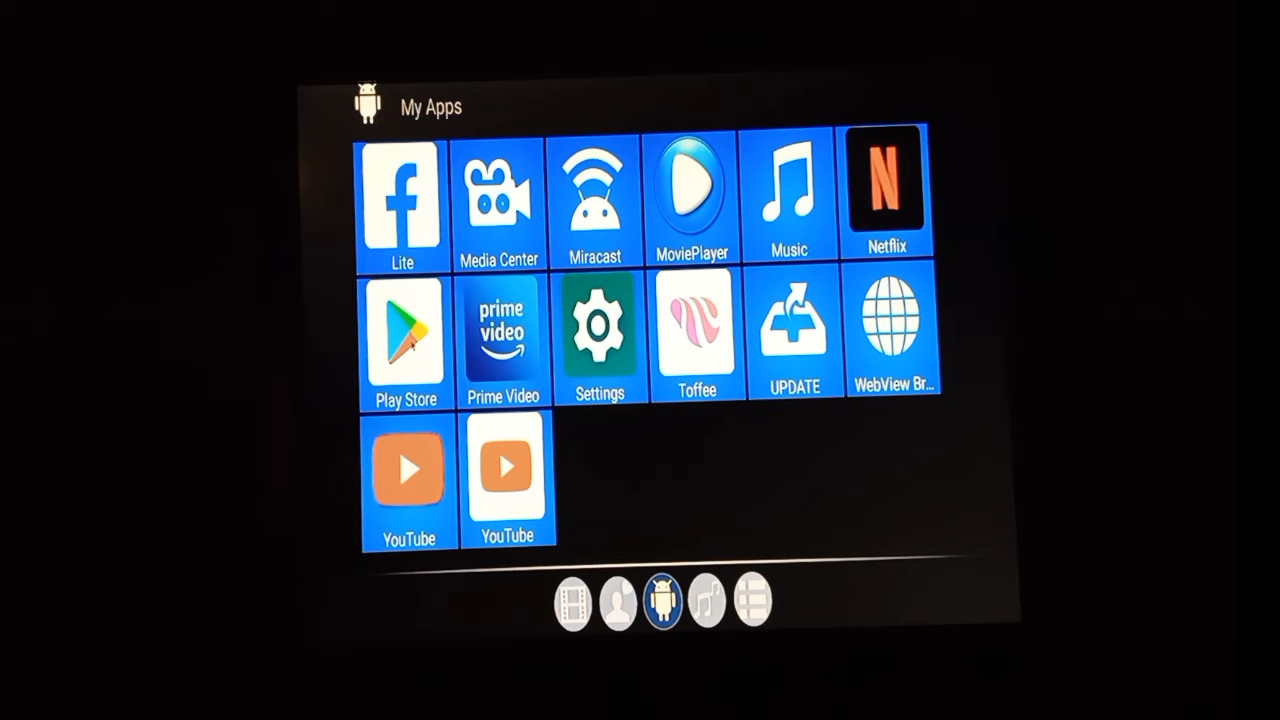 My Apps
Lite
Media Center
Miracast
MoviePlayer
Music
Netflix
prime
video
Play Store
Prime Video
Settings
Toffee
UPDATE
WebView Br...
YouTube
YouTube